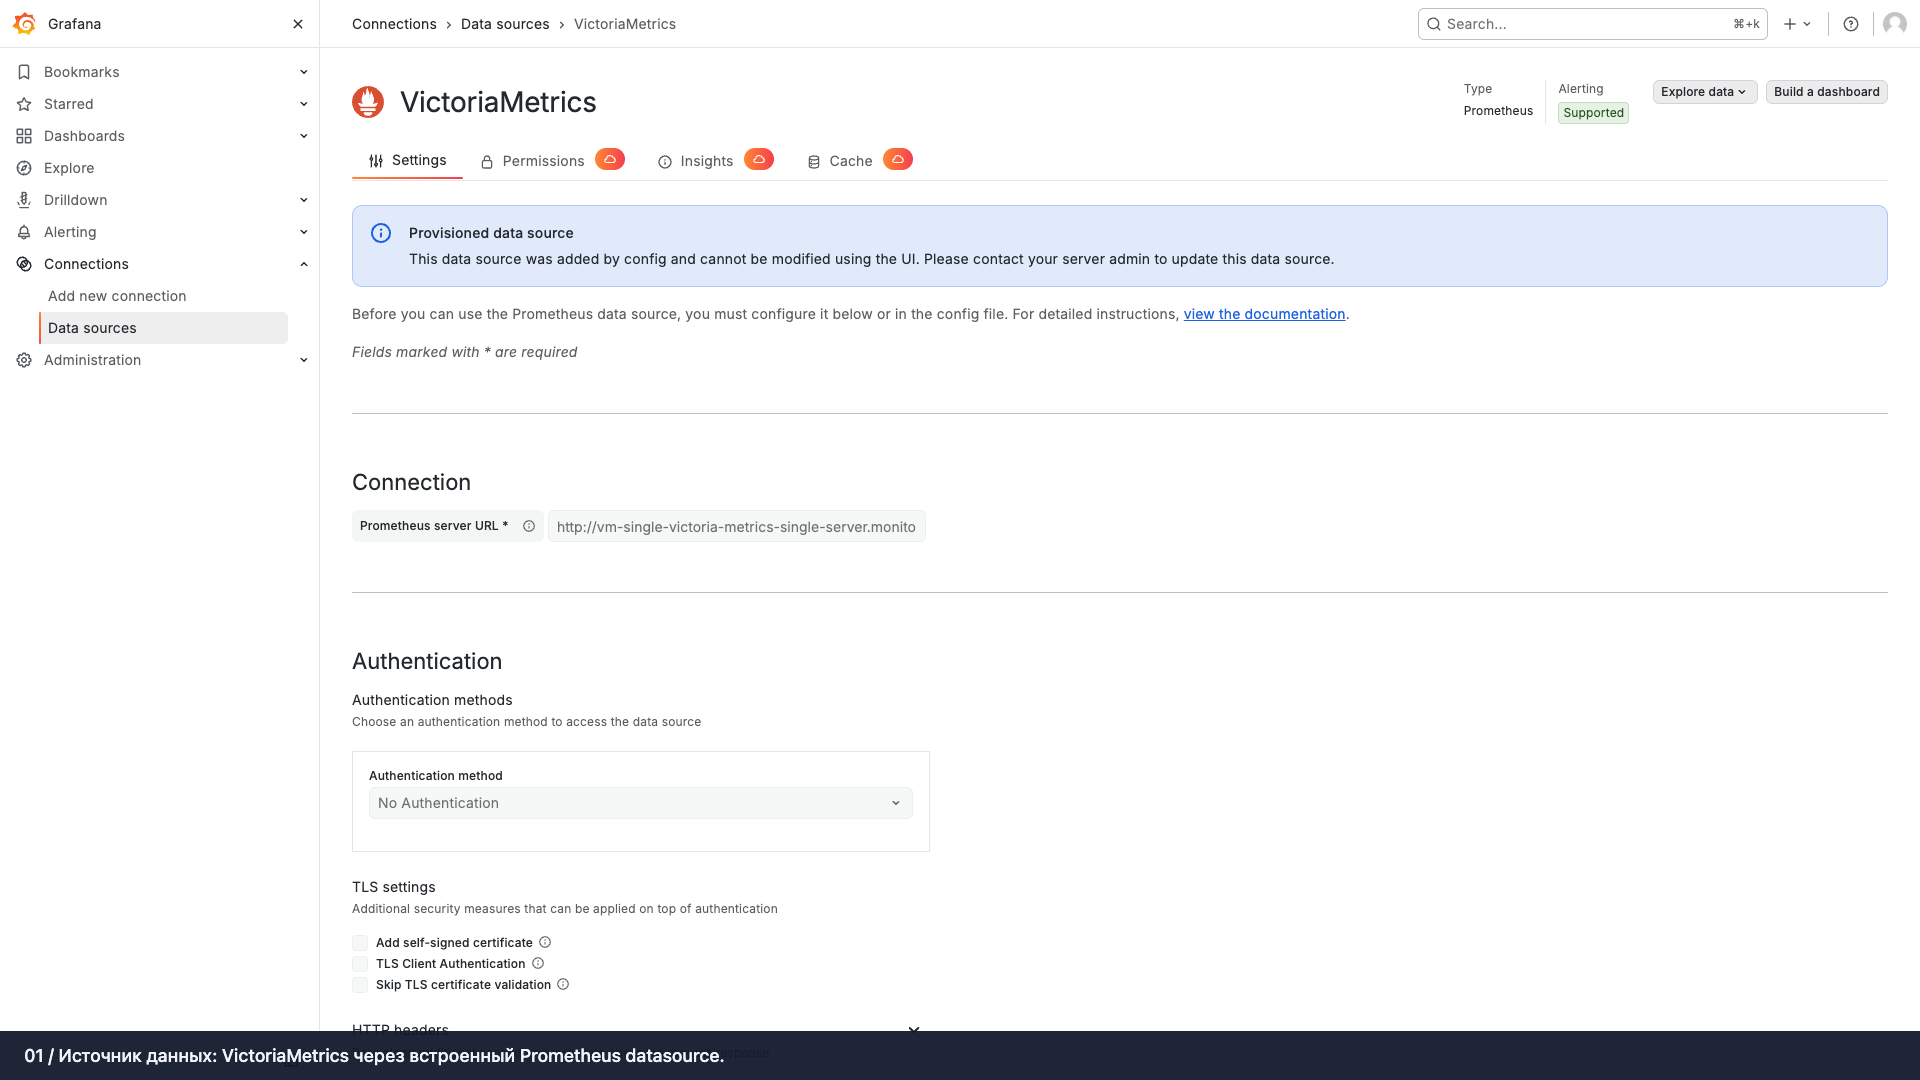 Grafana
Connections › Data sources › VictoriaMetrics
Search... ⌘+k
Bookmarks
Starred
Dashboards
Explore
Drilldown
Alerting
Connections
Add new connection
Data sources
Administration
VictoriaMetrics
Type
Prometheus
Alerting
Supported
Explore data
Build a dashboard
Settings
Permissions
Insights
Cache
Provisioned data source
This data source was added by config and cannot be modified using the UI. Please contact your server admin to update this data source.
Before you can use the Prometheus data source, you must configure it below or in the config file. For detailed instructions, view the documentation.
Fields marked with * are required
Connection
Prometheus server URL *
http://vm-single-victoria-metrics-single-server.monito
Authentication
Authentication methods
Choose an authentication method to access the data source
Authentication method
No Authentication
TLS settings
Additional security measures that can be applied on top of authentication
Add self-signed certificate
TLS Client Authentication
Skip TLS certificate validation
HTTP headers
01 / Источник данных: VictoriaMetrics через встроенный Prometheus datasource.